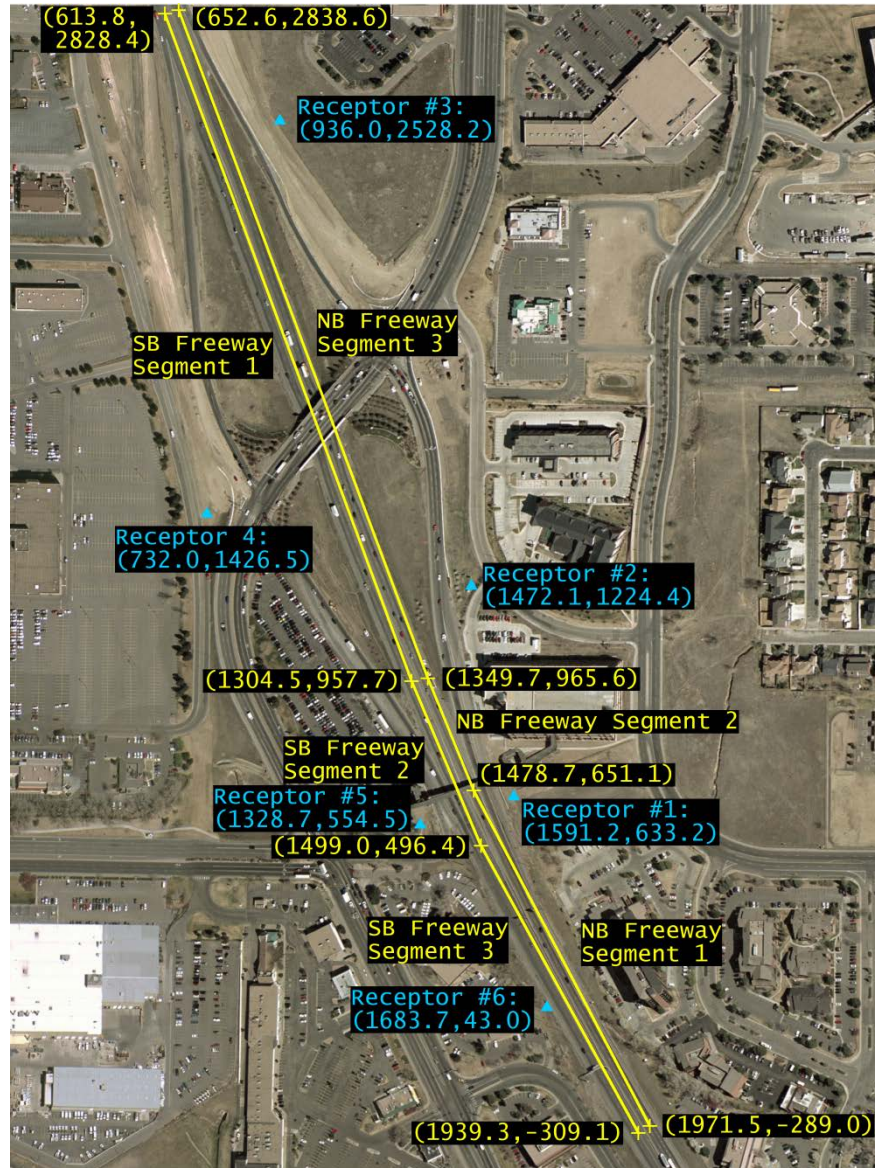 (613.8,
2828.4)
(652.6,2838.6)
Receptor #3:
(936.0,2528.2)
NB Freeway
Segment 3
SB Freeway
Segment 1
Receptor 4:
(732.0,1426.5)
Receptor #2:
(1472.1,1224.4)
(1304.5,957.7)
(1349.7,965.6)
NB Freeway Segment 2
SB Freeway
Segment 2
(1478.7,651.1)
Receptor #5:
(1328.7,554.5)
Receptor #1:
(1591.2,633.2)
(1499.0,496.4)
SB Freeway
Segment 3
NB Freeway
Segment 1
Receptor #6:
(1683.7,43.0)
(1939.3,-309.1)
(1971.5,-289.0)